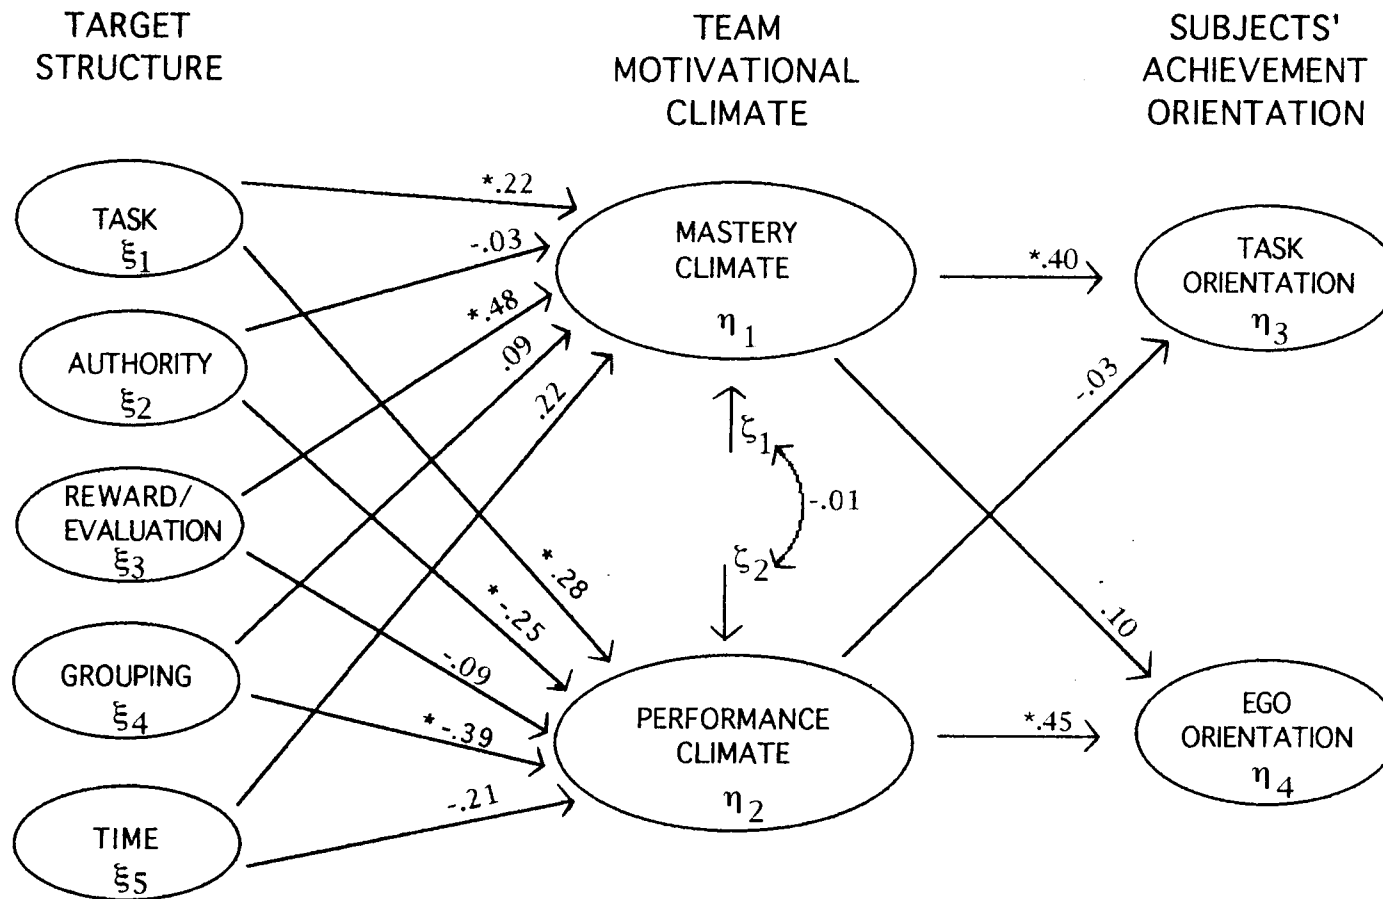 TARGET
STRUCTURE
TEAM
MOTIVATIONAL
CLIMATE
SUBJECTS'
ACHIEVEMENT
ORIENTATION
TASK
ξ1
AUTHORITY
ξ2
REWARD/
EVALUATION
ξ3
GROUPING
ξ4
TIME
ξ5
*.22
-.03
*.48
.09
.22
*.28
*-.25
-.09
*-.39
-.21
MASTERY
CLIMATE
η1
ζ1
-.01
ζ2
PERFORMANCE
CLIMATE
η2
*.40
-.03
.10
*.45
TASK
ORIENTATION
η3
EGO
ORIENTATION
η4